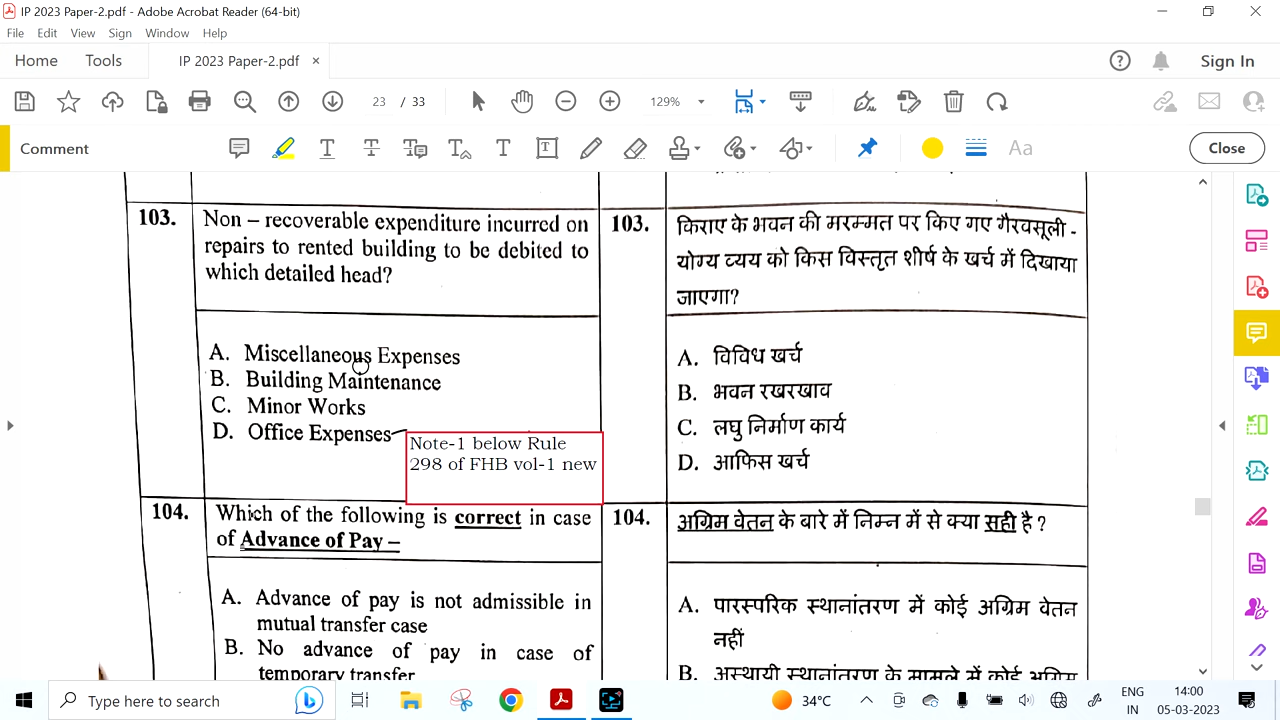 IP 2023 Paper-2.pdf - Adobe Acrobat Reader (64-bit)
File Edit View Sign Window Help
Home Tools IP 2023 Paper-2.pdf × Sign In
23 / 33 129%
Comment Close
103. Non – recoverable expenditure incurred on
repairs to rented building to be debited to
which detailed head?
A. Miscellaneous Expenses
B. Building Maintenance
C. Minor Works
D. Office Expenses
Note-1 below Rule
298 of FHB vol-1 new
103. किराए के भवन की मरम्मत पर किए गए गैरवसूली -
योग्य व्यय को किस विस्तृत शीर्ष के खर्च में दिखाया
जाएगा?
A. विविध खर्च
B. भवन रखरखाव
C. लघु निर्माण कार्य
D. आफिस खर्च
104. Which of the following is correct in case
of Advance of Pay –
A. Advance of pay is not admissible in
mutual transfer case
B. No advance of pay in case of
temporary transfer
104. अग्रिम वेतन के बारे में निम्न में से क्या सही है ?
A. पारस्परिक स्थानांतरण में कोई अग्रिम वेतन
नहीं
B. अस्थायी स्थानांतरण के मामले में कोई अग्रिम
Type here to search
34°C
ENG
IN
14:00
05-03-2023